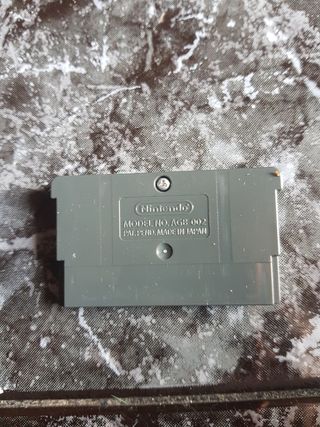 Nintendo
MODEL NO. AGB-002
PAT. PEND. MADE IN JAPAN